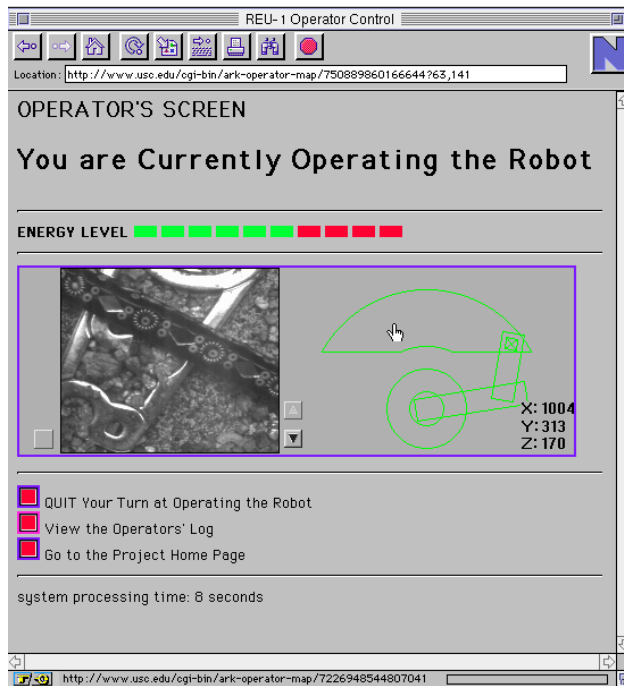 REU-1 Operator Control
Location: http://www.usc.edu/cgi-bin/ark-operator-map/750889860166644?63,141
N
OPERATOR'S SCREEN
You are Currently Operating the Robot
ENERGY LEVEL
X: 1004
Y: 313
Z: 170
QUIT Your Turn at Operating the Robot
View the Operators' Log
Go to the Project Home Page
system processing time: 8 seconds
http://www.usc.edu/cgi-bin/ark-operator-map/7226948544807041